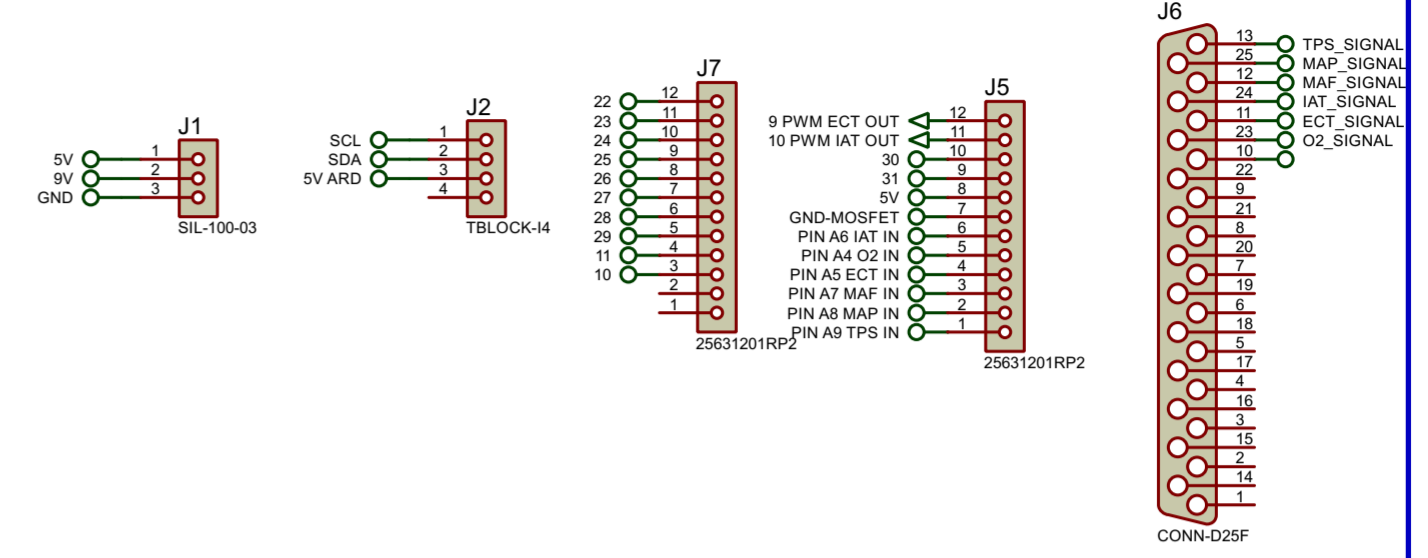 J1
5V 1
9V 2
GND 3
SIL-100-03
J2
SCL 1
SDA 2
5V ARD 3
4
TBLOCK-I4
J7
22 12
23 11
24 10
25 9
26 8
27 7
28 6
29 5
11 4
10 3
2
1
25631201RP2
J5
9 PWM ECT OUT 12
10 PWM IAT OUT 11
30 10
31 9
5V 8
GND-MOSFET 7
PIN A6 IAT IN 6
PIN A4 O2 IN 5
PIN A5 ECT IN 4
PIN A7 MAF IN 3
PIN A8 MAP IN 2
PIN A9 TPS IN 1
25631201RP2
J6
13 TPS_SIGNAL
25 MAP_SIGNAL
12 MAF_SIGNAL
24 IAT_SIGNAL
11 ECT_SIGNAL
23 O2_SIGNAL
10
22
9
21
8
20
7
19
6
18
5
17
4
16
3
15
2
14
1
CONN-D25F